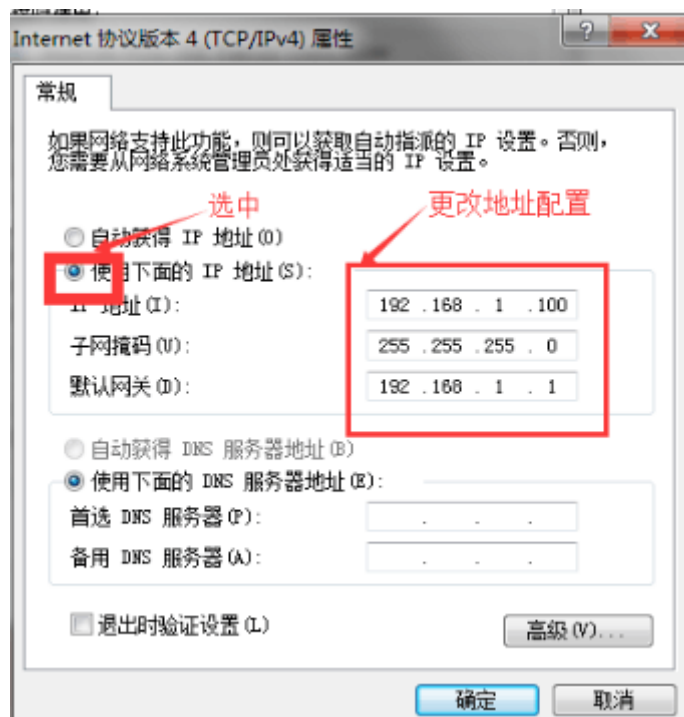 Internet 协议版本 4 (TCP/IPv4) 属性
常规
如果网络支持此功能，则可以获取自动指派的 IP 设置。否则，
您需要从网络系统管理员处获得适当的 IP 设置。
选中
更改地址配置
自动获得 IP 地址(O)
使用下面的 IP 地址(S):
IP 地址(I):
192 .168 . 1 .100
子网掩码(U):
255 .255 .255 . 0
默认网关(D):
192 .168 . 1 . 1
自动获得 DNS 服务器地址(B)
使用下面的 DNS 服务器地址(E):
首选 DNS 服务器(P):
. . .
备用 DNS 服务器(A):
. . .
退出时验证设置(L)
高级(V)...
确定
取消